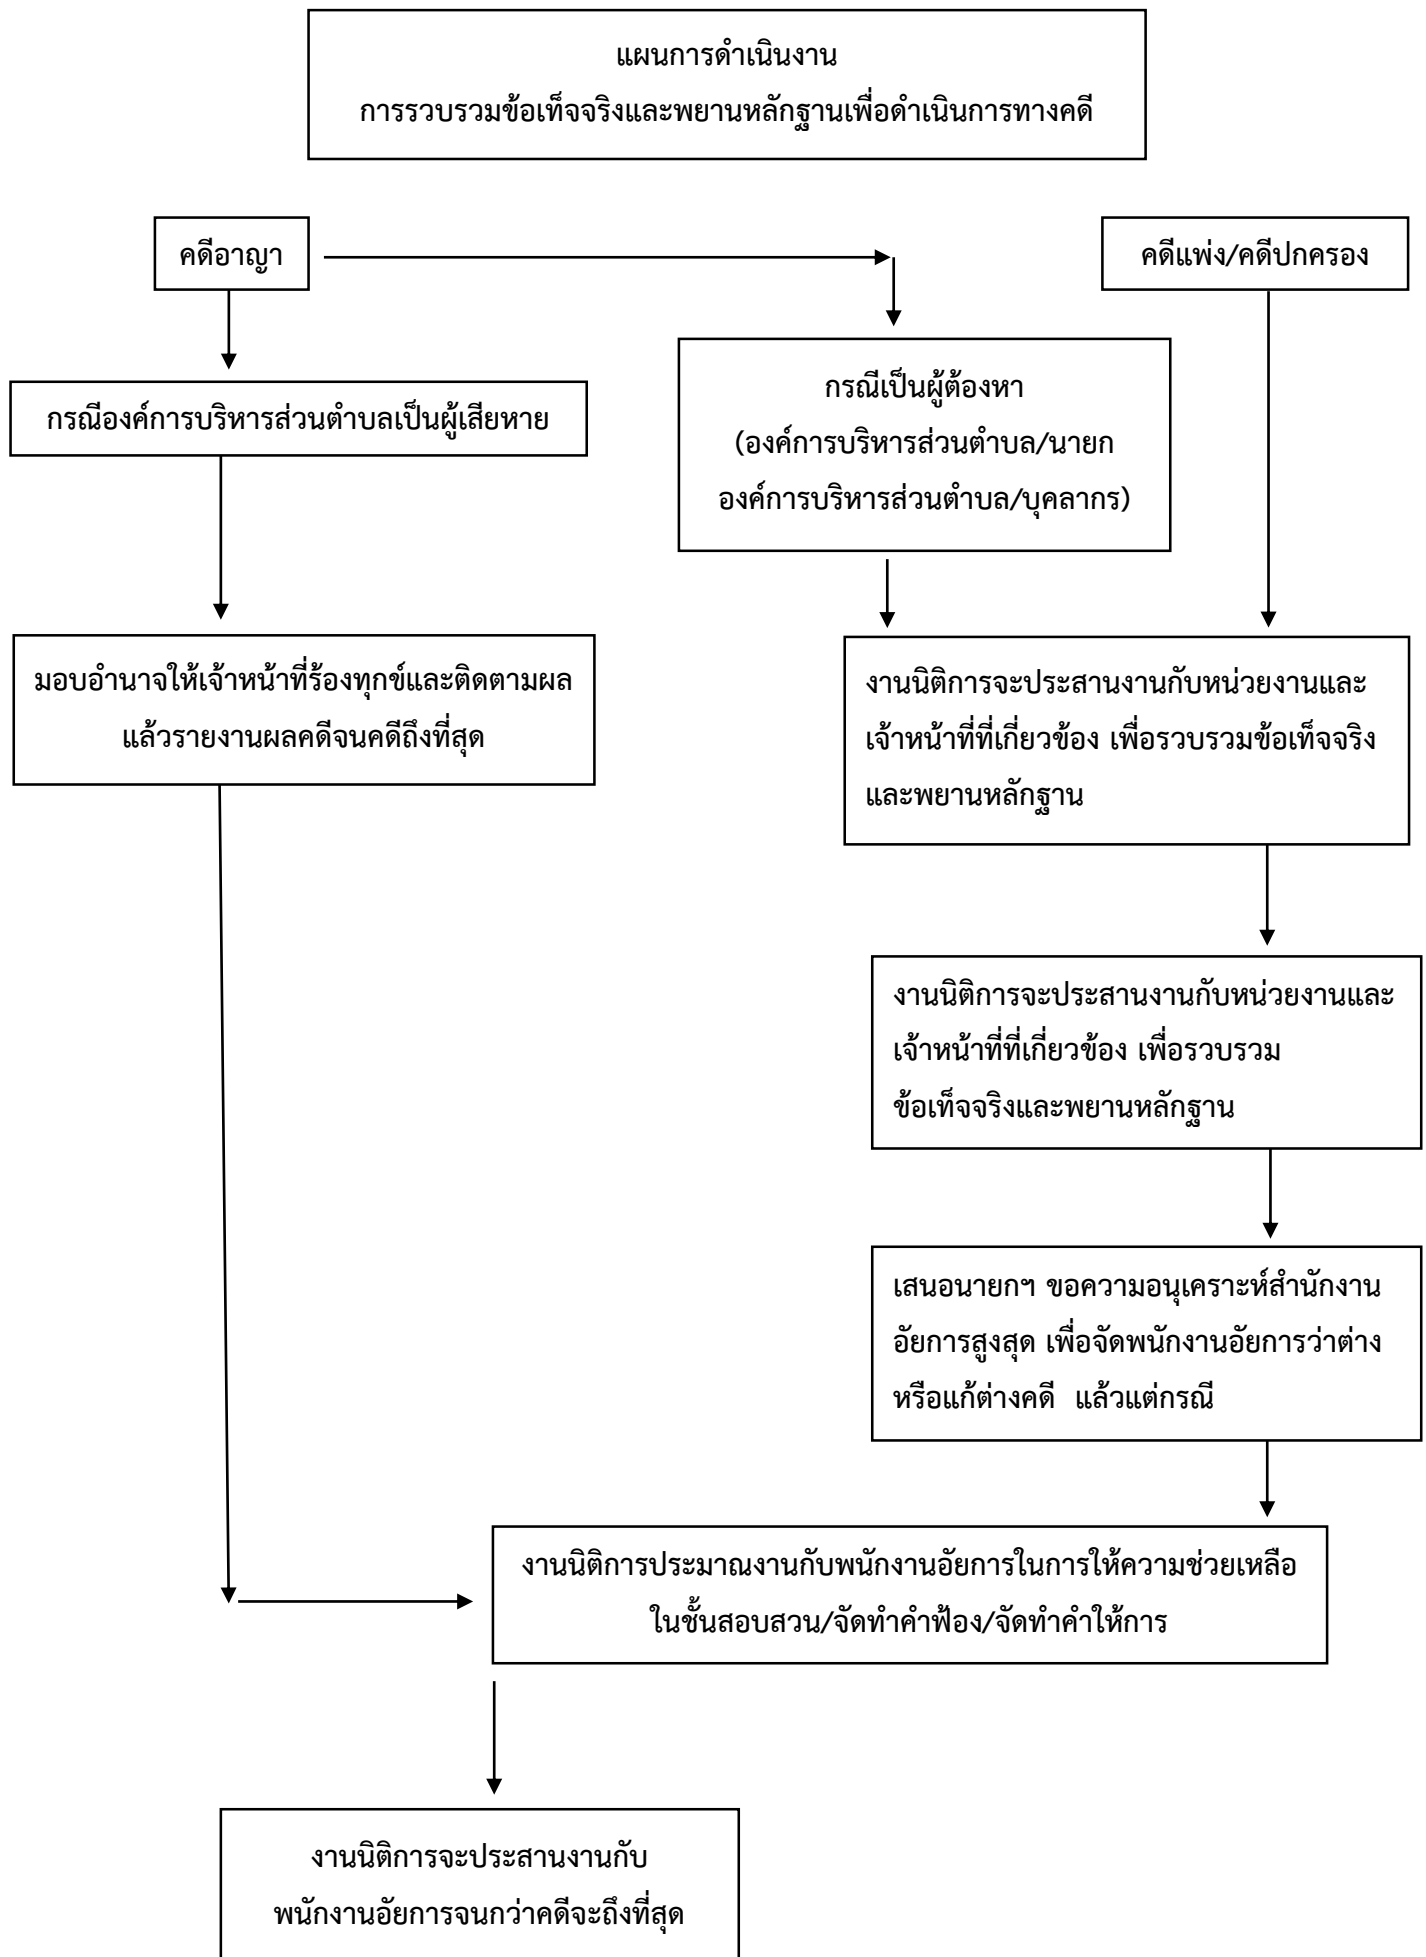 แผนการดำเนินงาน
การรวบรวมข้อเท็จจริงและพยานหลักฐานเพื่อดำเนินการทางคดี
คดีอาญา
คดีแพ่ง/คดีปกครอง
กรณีองค์การบริหารส่วนตำบลเป็นผู้เสียหาย
กรณีเป็นผู้ต้องหา
(องค์การบริหารส่วนตำบล/นายก
องค์การบริหารส่วนตำบล/บุคลากร)
มอบอำนาจให้เจ้าหน้าที่ร้องทุกข์และติดตามผล
แล้วรายงานผลคดีจนคดีถึงที่สุด
งานนิติการจะประสานงานกับหน่วยงานและ
เจ้าหน้าที่ที่เกี่ยวข้อง เพื่อรวบรวมข้อเท็จจริง
และพยานหลักฐาน
งานนิติการจะประสานงานกับหน่วยงานและ
เจ้าหน้าที่ที่เกี่ยวข้อง เพื่อรวบรวม
ข้อเท็จจริงและพยานหลักฐาน
เสนอนายกฯ ขอความอนุเคราะห์สำนักงาน
อัยการสูงสุด เพื่อจัดพนักงานอัยการว่าต่าง
หรือแก้ต่างคดี แล้วแต่กรณี
งานนิติการประมาณงานกับพนักงานอัยการในการให้ความช่วยเหลือ
ในชั้นสอบสวน/จัดทำคำฟ้อง/จัดทำคำให้การ
งานนิติการจะประสานงานกับ
พนักงานอัยการจนกว่าคดีจะถึงที่สุด